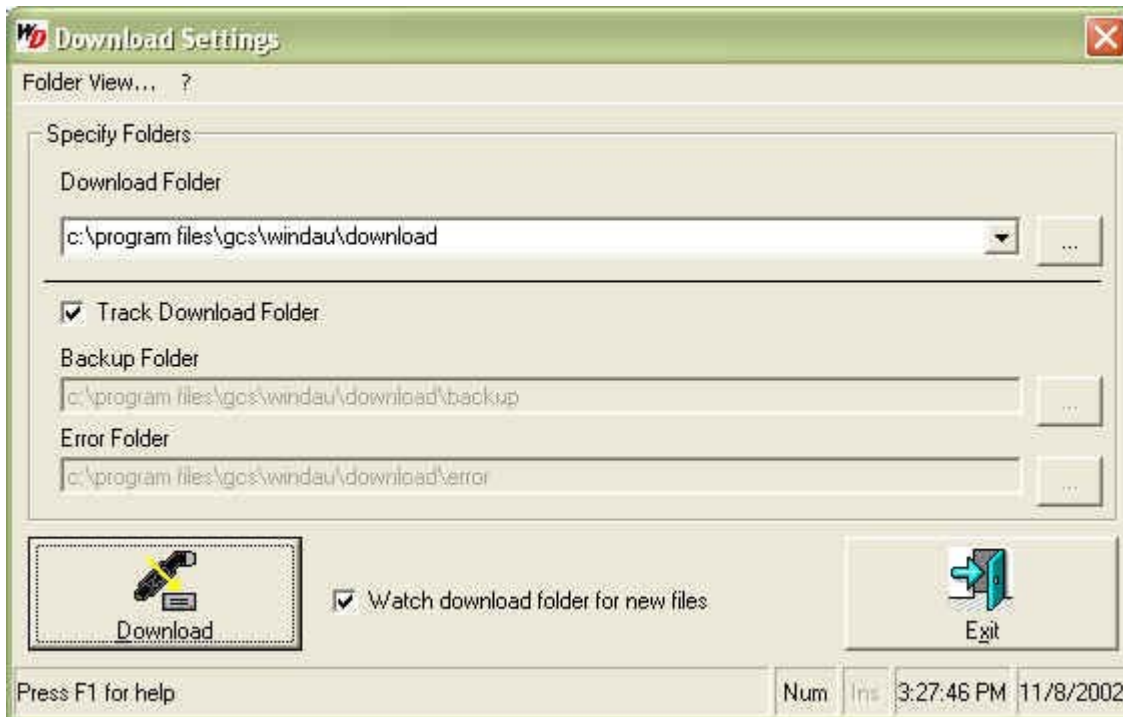 WD Download Settings
Folder View... ?
Specify Folders
Download Folder
c:\program files\gcs\windau\download
...
Track Download Folder
Backup Folder
c:\program files\gcs\windau\download\backup
...
Error Folder
c:\program files\gcs\windau\download\error
...
Download
Watch download folder for new files
Exit
Press F1 for help
Num Ins 3:27:46 PM 11/8/2002